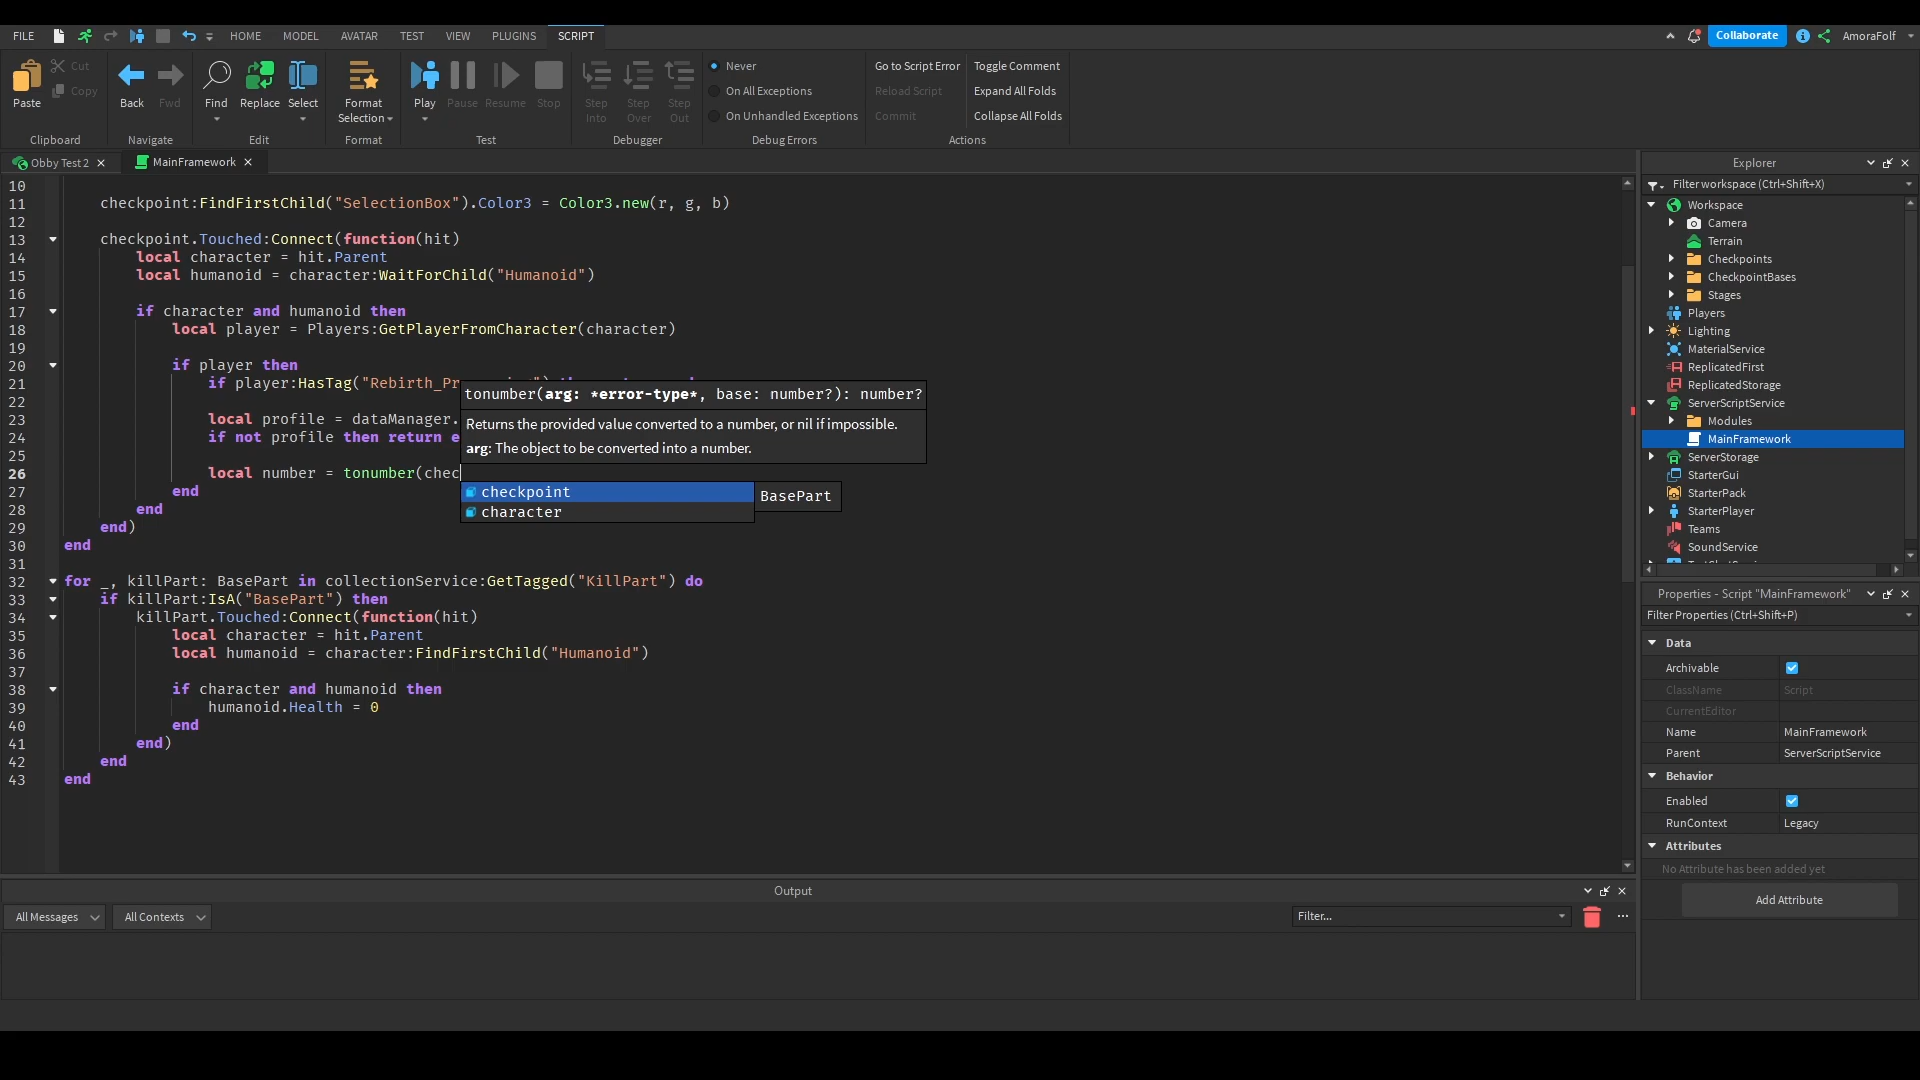 FILE HOME MODEL AVATAR TEST VIEW PLUGINS SCRIPT Collaborate AmoraFolf
Paste Cut Copy Back Fwd Find Replace Select Format Selection Play Pause Resume Stop Step Into Step Over Step Out
Never
On All Exceptions
On Unhandled Exceptions
Go to Script Error
Reload Script
Commit
Toggle Comment
Expand All Folds
Collapse All Folds
Clipboard Navigate Edit Format Test Debugger Debug Errors Actions
Obby Test 2 MainFramework
10
11 checkpoint:FindFirstChild("SelectionBox").Color3 = Color3.new(r, g, b)
12
13 checkpoint.Touched:Connect(function(hit)
14 local character = hit.Parent
15 local humanoid = character:WaitForChild("Humanoid")
16
17 if character and humanoid then
18 local player = Players:GetPlayerFromCharacter(character)
19
20 if player then
21 if player:HasTag("Rebirth_Pr
22
23 local profile = dataManager.
24 if not profile then return e
25
26 local number = tonumber(chec
27 end
28 end
29 end)
30 end
31
32 for _, killPart: BasePart in collectionService:GetTagged("KillPart") do
33 if killPart:IsA("BasePart") then
34 killPart.Touched:Connect(function(hit)
35 local character = hit.Parent
36 local humanoid = character:FindFirstChild("Humanoid")
37
38 if character and humanoid then
39 humanoid.Health = 0
40 end
41 end)
42 end
43 end
tonumber(arg: *error-type*, base: number?): number?
Returns the provided value converted to a number, or nil if impossible.
arg: The object to be converted into a number.
checkpoint
character
BasePart
Output
All Messages All Contexts Filter...
Explorer
Filter workspace (Ctrl+Shift+X)
Workspace
Camera
Terrain
Checkpoints
CheckpointBases
Stages
Players
Lighting
MaterialService
ReplicatedFirst
ReplicatedStorage
ServerScriptService
Modules
MainFramework
ServerStorage
StarterGui
StarterPack
StarterPlayer
Teams
SoundService
Properties - Script "MainFramework"
Filter Properties (Ctrl+Shift+P)
Data
Archivable
ClassName Script
CurrentEditor
Name MainFramework
Parent ServerScriptService
Behavior
Enabled
RunContext Legacy
Attributes
No Attribute has been added yet
Add Attribute